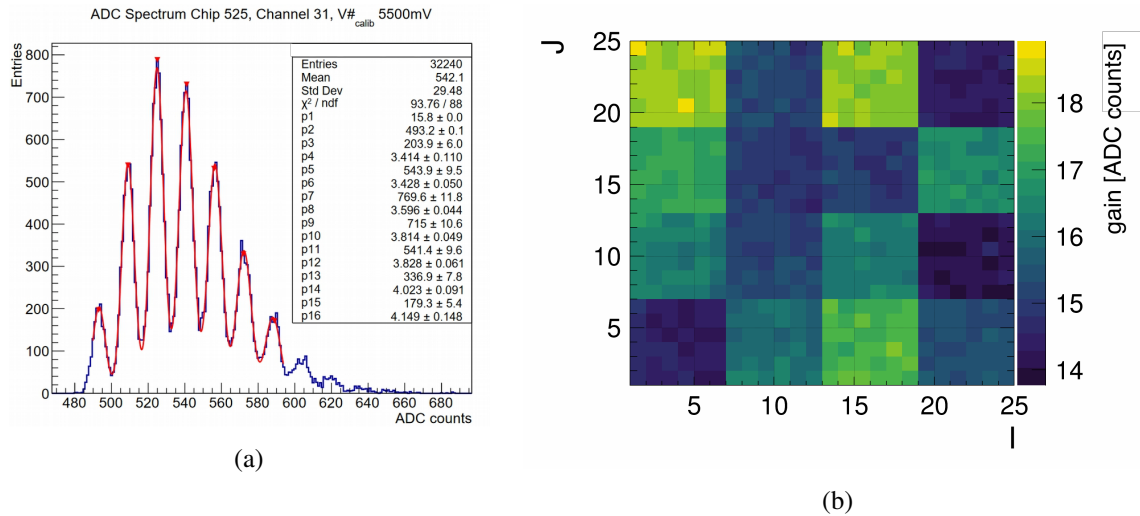 ADC Spectrum Chip 525, Channel 31, V#calib 5500mV
Entries
800
700
600
500
400
300
200
100
0
480 500 520 540 560 580 600 620 640 660 680
ADC counts
Entries 32240
Mean 542.1
Std Dev 29.48
χ² / ndf 93.76 / 88
p1 15.8 ± 0.0
p2 493.2 ± 0.1
p3 203.9 ± 6.0
p4 3.414 ± 0.110
p5 543.9 ± 9.5
p6 3.428 ± 0.050
p7 769.6 ± 11.8
p8 3.596 ± 0.044
p9 715 ± 10.6
p10 3.814 ± 0.049
p11 541.4 ± 9.6
p12 3.828 ± 0.061
p13 336.9 ± 7.8
p14 4.023 ± 0.091
p15 179.3 ± 5.4
p16 4.149 ± 0.148
(a)
J
25
20
15
10
5
5 10 15 20 25
I
18
17
16
15
14
gain [ADC counts]
(b)